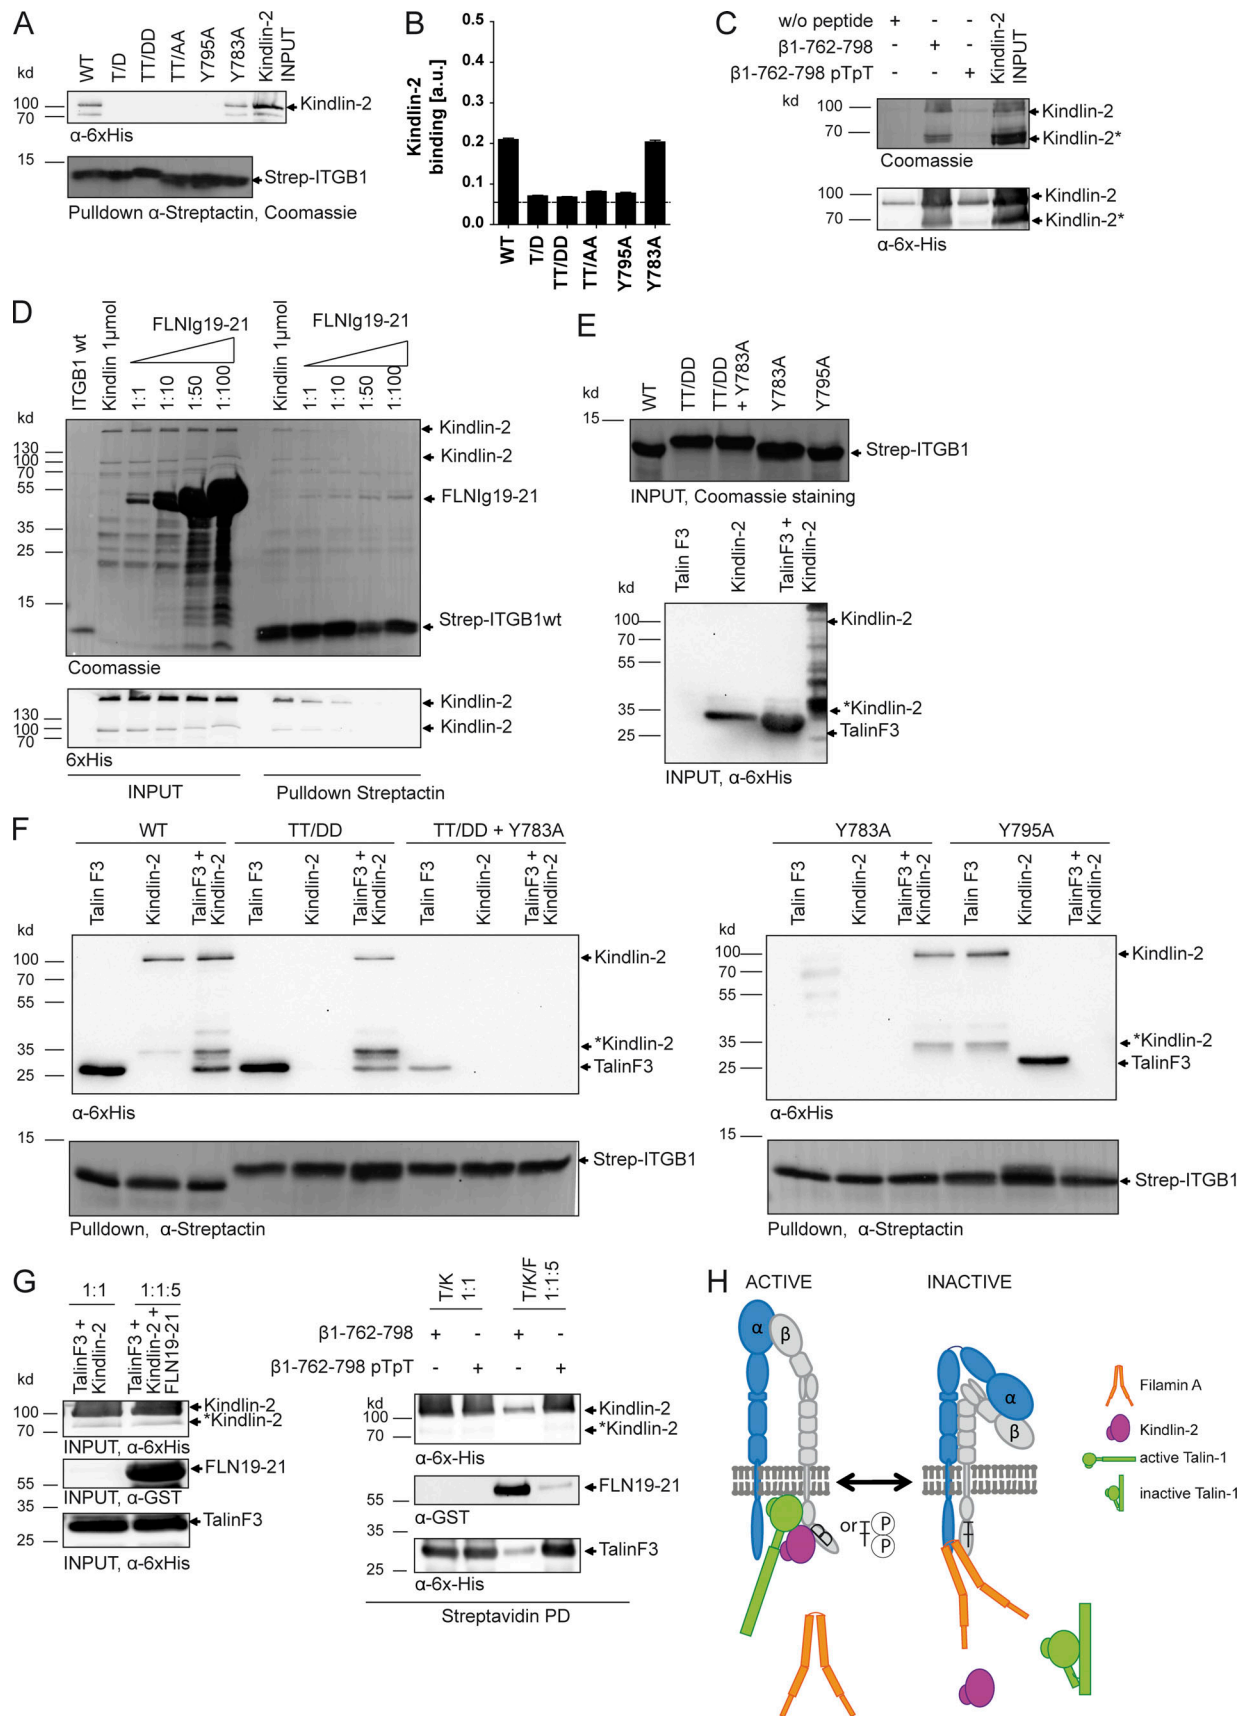 A
kd
WT
T/D
TT/DD
TT/AA
Y795A
Y783A
Kindlin-2
INPUT
100
70
Kindlin-2
α-6xHis
15
Strep-ITGB1
Pulldown α-Streptactin, Coomassie
B
Kindlin-2
binding [a.u.]
0.5
0.4
0.3
0.2
0.1
0.0
WT
T/D
TT/DD
TT/AA
Y795A
Y783A
C
w/o peptide + - -
β1-762-798 - + -
β1-762-798 pTpT - - +
Kindlin-2
INPUT
kd
100
70
Kindlin-2
Kindlin-2*
Coomassie
100
70
Kindlin-2
Kindlin-2*
α-6x-His
D
FLNIg19-21
FLNIg19-21
ITGB1 wt
Kindlin 1µmol
1:1
1:10
1:50
1:100
Kindlin 1µmol
1:1
1:10
1:50
1:100
kd
130
100
70
55
35
25
15
Kindlin-2
Kindlin-2
FLNIg19-21
Strep-ITGB1wt
Coomassie
130
100
70
Kindlin-2
Kindlin-2
6xHis
INPUT
Pulldown Streptactin
E
kd
WT
TT/DD
TT/DD
+ Y783A
Y783A
Y795A
15
Strep-ITGB1
INPUT, Coomassie staining
Talin F3
Kindlin-2
TalinF3 +
Kindlin-2
kd
100
70
55
35
25
Kindlin-2
*Kindlin-2
TalinF3
INPUT, α-6xHis
F
WT
TT/DD
TT/DD + Y783A
Talin F3
Kindlin-2
TalinF3 +
Kindlin-2
Talin F3
Kindlin-2
TalinF3 +
Kindlin-2
Talin F3
Kindlin-2
TalinF3 +
Kindlin-2
kd
100
70
55
35
25
Kindlin-2
*Kindlin-2
TalinF3
α-6xHis
15
Strep-ITGB1
Pulldown, α-Streptactin
Y783A
Y795A
Talin F3
Kindlin-2
TalinF3 +
Kindlin-2
Talin F3
Kindlin-2
TalinF3 +
Kindlin-2
kd
100
70
55
35
25
Kindlin-2
*Kindlin-2
TalinF3
α-6xHis
15
Strep-ITGB1
Pulldown, α-Streptactin
G
1:1
1:1:5
TalinF3 +
Kindlin-2
TalinF3 +
Kindlin-2 +
FLN19-21
kd
100
70
Kindlin-2
*Kindlin-2
INPUT, α-6xHis
55
FLN19-21
INPUT, α-GST
35
25
TalinF3
INPUT, α-6xHis
T/K
1:1
T/K/F
1:1:5
β1-762-798 + - + -
β1-762-798 pTpT - + - +
kd
100
70
Kindlin-2
*Kindlin-2
α-6x-His
55
FLN19-21
α-GST
35
25
TalinF3
α-6x-His
Streptavidin PD
H
ACTIVE
INACTIVE
α
β
α
β
D
D
or T P
T P
T
T
Filamin A
Kindlin-2
active Talin-1
inactive Talin-1